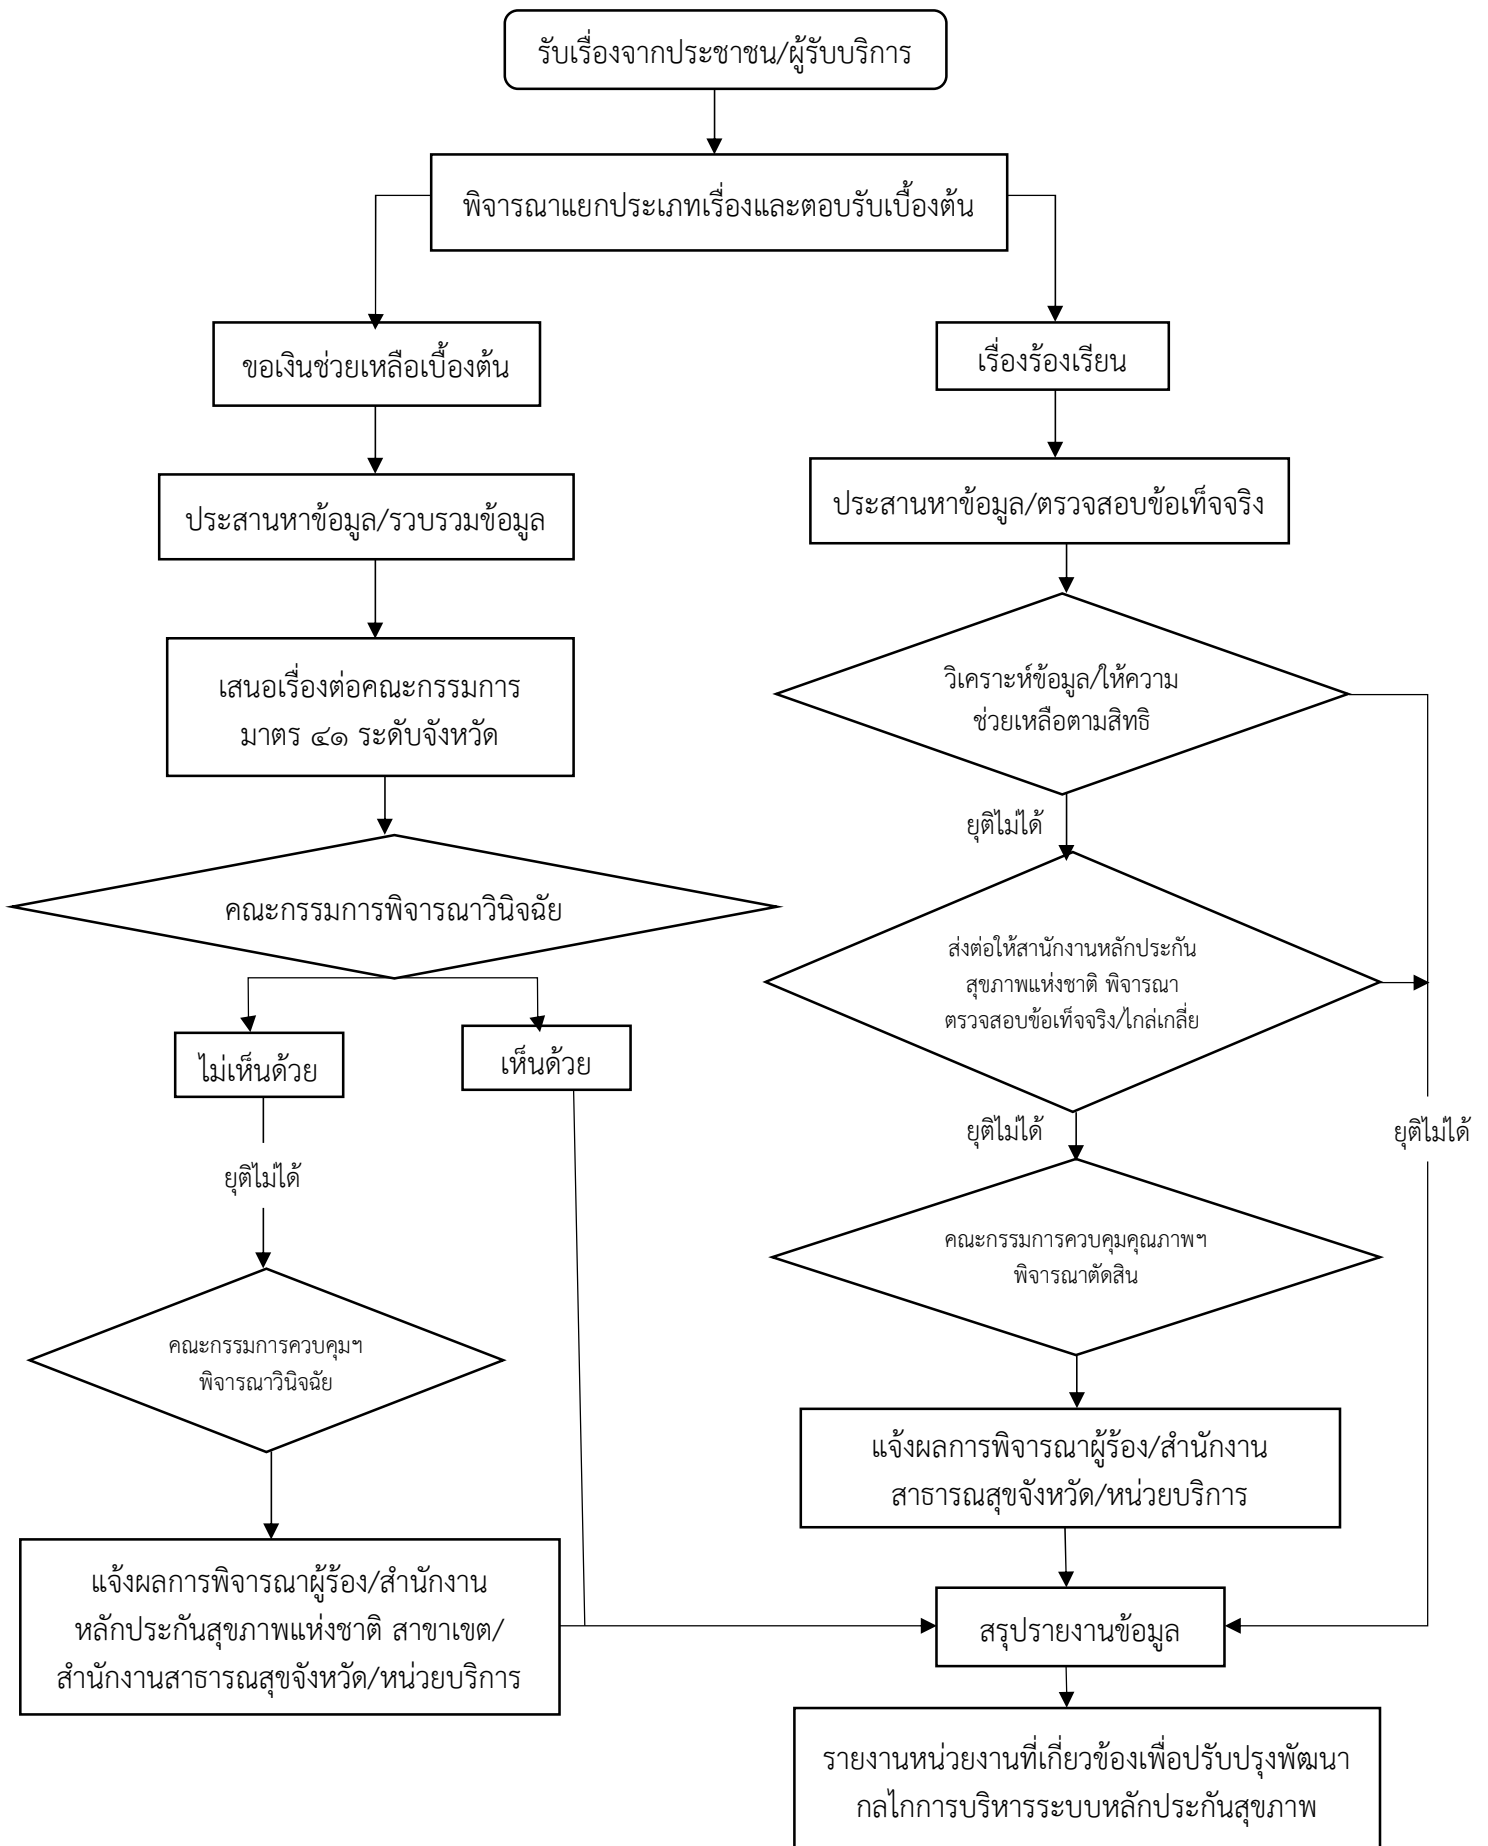 รับเรื่องจากประชาชน/ผู้รับบริการ
พิจารณาแยกประเภทเรื่องและตอบรับเบื้องต้น
ขอเงินช่วยเหลือเบื้องต้น
เรื่องร้องเรียน
ประสานหาข้อมูล/รวบรวมข้อมูล
ประสานหาข้อมูล/ตรวจสอบข้อเท็จจริง
เสนอเรื่องต่อคณะกรรมการ
มาตร ๔๑ ระดับจังหวัด
วิเคราะห์ข้อมูล/ให้ความ
ช่วยเหลือตามสิทธิ
ยุติไม่ได้
คณะกรรมการพิจารณาวินิจฉัย
ส่งต่อให้สานักงานหลักประกัน
สุขภาพแห่งชาติ พิจารณา
ตรวจสอบข้อเท็จจริง/ไกล่เกลี่ย
ไม่เห็นด้วย
เห็นด้วย
ยุติไม่ได้
ยุติไม่ได้
ยุติไม่ได้
คณะกรรมการควบคุมคุณภาพฯ
พิจารณาตัดสิน
คณะกรรมการควบคุมฯ
พิจารณาวินิจฉัย
แจ้งผลการพิจารณาผู้ร้อง/สำนักงาน
สาธารณสุขจังหวัด/หน่วยบริการ
แจ้งผลการพิจารณาผู้ร้อง/สำนักงาน
หลักประกันสุขภาพแห่งชาติ สาขาเขต/
สำนักงานสาธารณสุขจังหวัด/หน่วยบริการ
สรุปรายงานข้อมูล
รายงานหน่วยงานที่เกี่ยวข้องเพื่อปรับปรุงพัฒนา
กลไกการบริหารระบบหลักประกันสุขภาพ